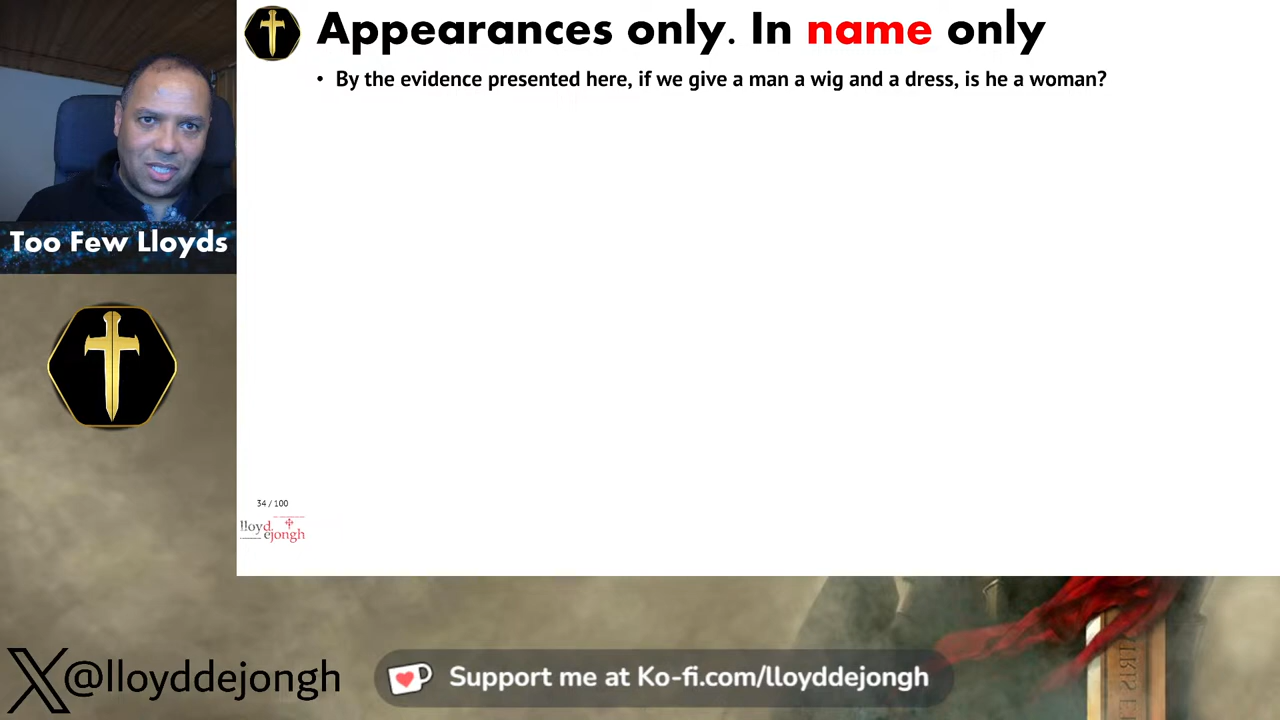 Appearances only. In name only
• By the evidence presented here, if we give a man a wig and a dress, is he a woman?
Too Few Lloyds
34 / 100
lloyd.
ejongh
X@lloyddejongh
Support me at Ko-fi.com/lloyddejongh